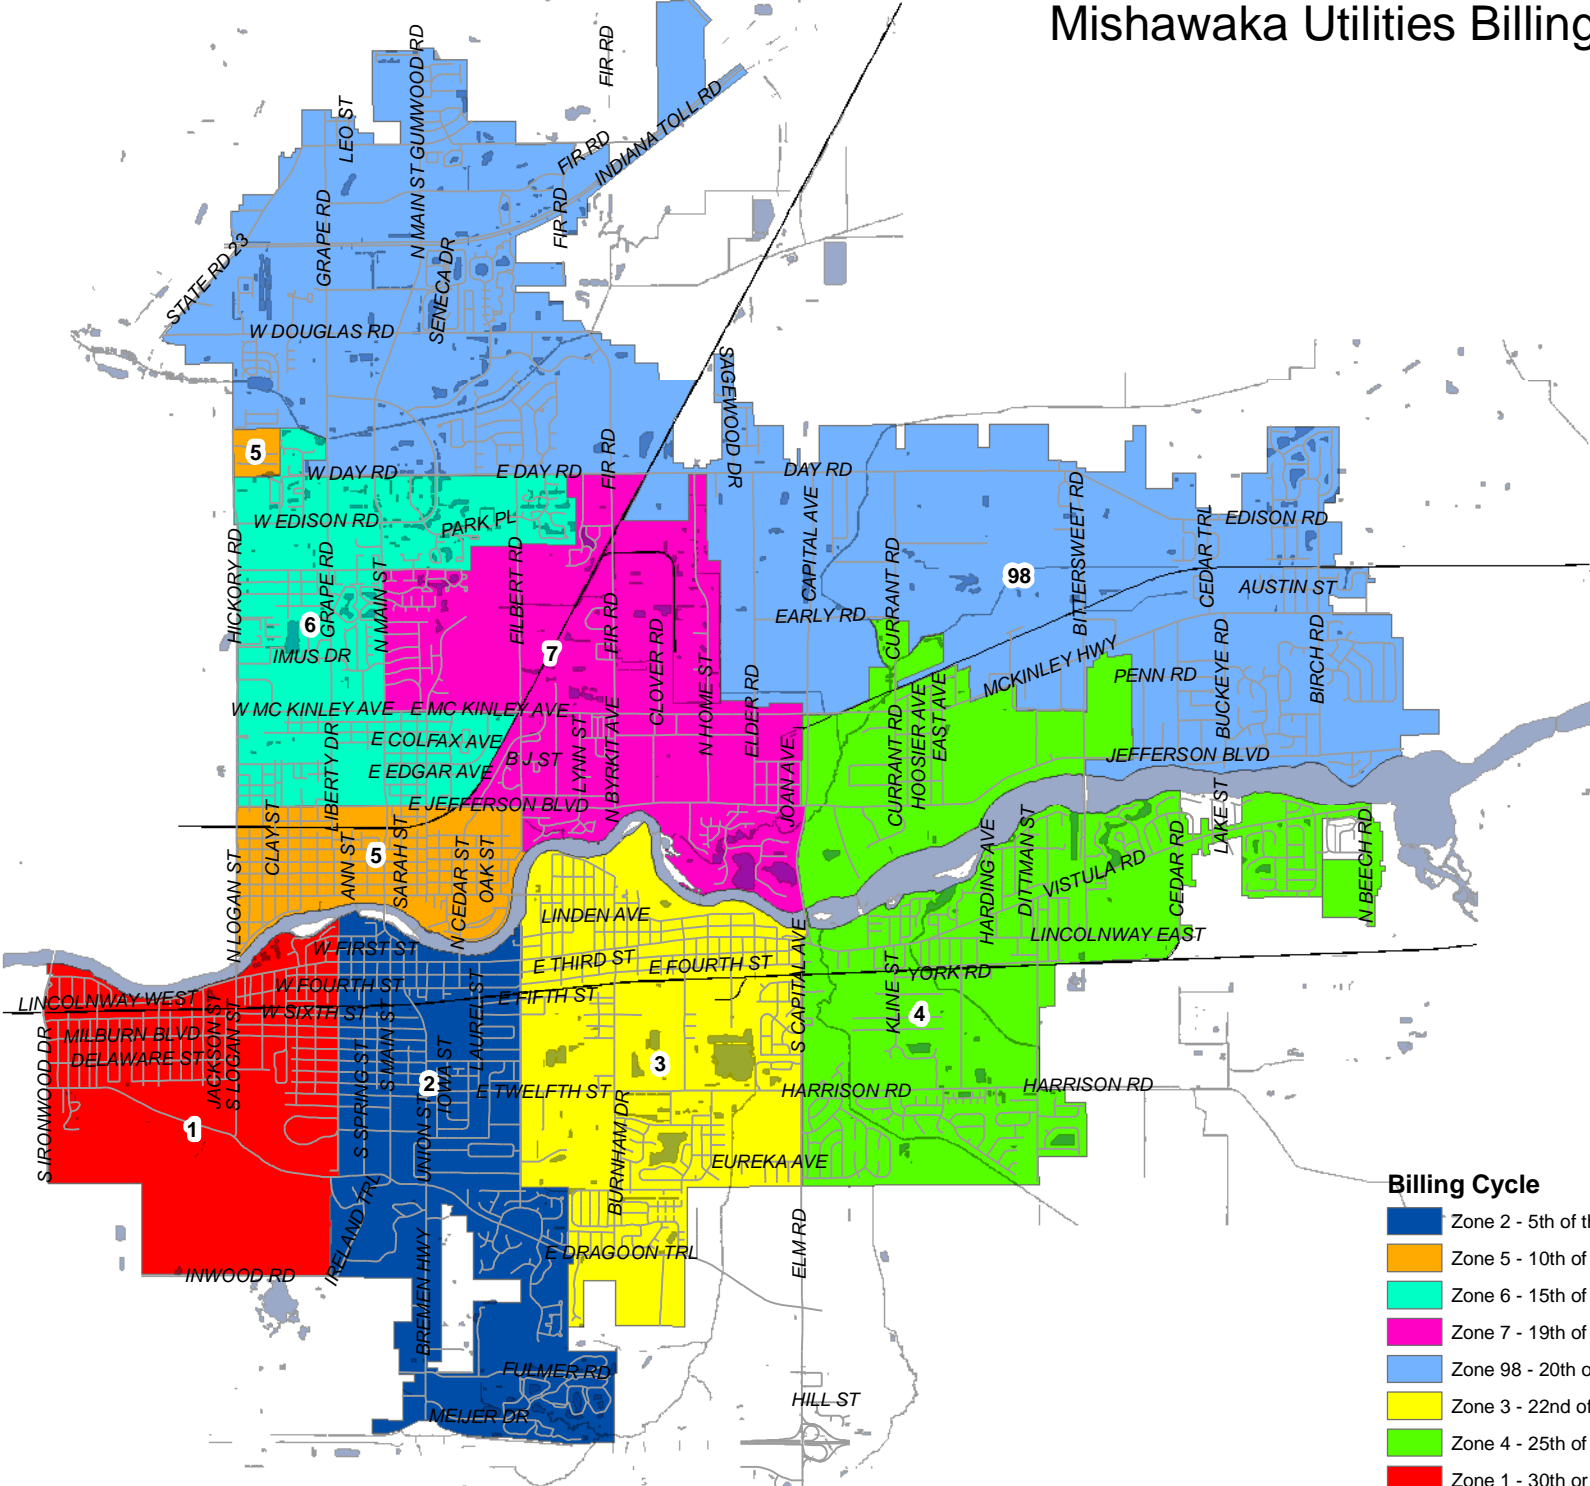 Mishawaka Utilities Billing
FIR RD
N MAIN ST GUMWOOD RD
LEO ST
FIR RD
INDIANA TOLL RD
GRAPE RD
FIR RD
STATE RD 23
SENECA DR
W DOUGLAS RD
SAGEWOOD DR
5
W DAY RD
E DAY RD
FIR RD
DAY RD
W EDISON RD
PARK PL
EDISON RD
HICKORY RD
GRAPE RD
N MAIN ST
FILBERT RD
CAPITAL AVE
CURRANT RD
BITTERSWEET RD
CEDAR TRL
98
AUSTIN ST
6
IMUS DR
7
FIR RD
CLOVER RD
EARLY RD
MCKINLEY HWY
PENN RD
BUCKEYE RD
BIRCH RD
W MC KINLEY AVE
E MC KINLEY AVE
N HOME ST
ELDER RD
CURRANT RD
HOOSIER AVE
EAST AVE
LIBERTY DR
E COLFAX AVE
B J ST
LYNN ST
N BYRKIT AVE
E EDGAR AVE
JOAN AVE
JEFFERSON BLVD
E JEFFERSON BLVD
CLAY ST
5
ANN ST
SARAH ST
N CEDAR ST
OAK ST
N LOGAN ST
HARDING AVE
DITTMAN ST
VISTULA RD
CEDAR RD
LAKE ST
N BEECH RD
LINDEN AVE
W FIRST ST
LINCOLNWAY EAST
E THIRD ST
E FOURTH ST
YORK RD
LINCOLNWAY WEST
W FOURTH ST
W SIXTH ST
E FIFTH ST
S CAPITAL AVE
KLINE ST
4
MILBURN BLVD
DELAWARE ST
S IRONWOOD DR
JACKSON ST
S LOGAN ST
S MAIN ST
S SPRING ST
2
IOWA ST
LAUREL ST
3
E TWELFTH ST
HARRISON RD
HARRISON RD
1
UNION ST
BURNHAM DR
EUREKA AVE
IRELAND TRL
E DRAGOON TRL
ELM RD
INWOOD RD
BREMEN HWY
FULMER RD
MEIJER DR
HILL ST
Billing Cycle
Zone 2 - 5th of th
Zone 5 - 10th of
Zone 6 - 15th of
Zone 7 - 19th of
Zone 98 - 20th o
Zone 3 - 22nd of
Zone 4 - 25th of
Zone 1 - 30th or